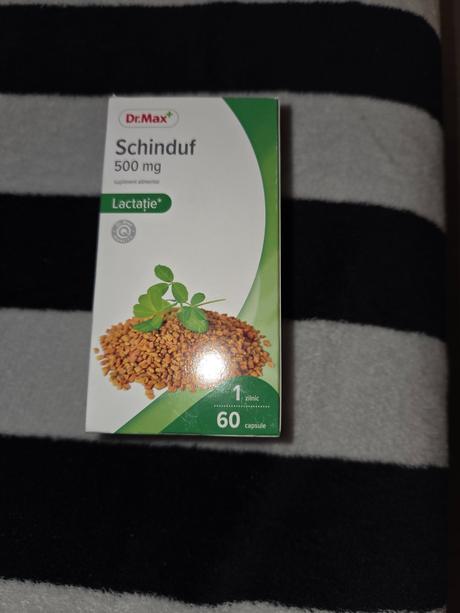 Dr.Max+
Schinduf
500 mg
supliment alimentar
Lactație*
1 zilnic
60 capsule